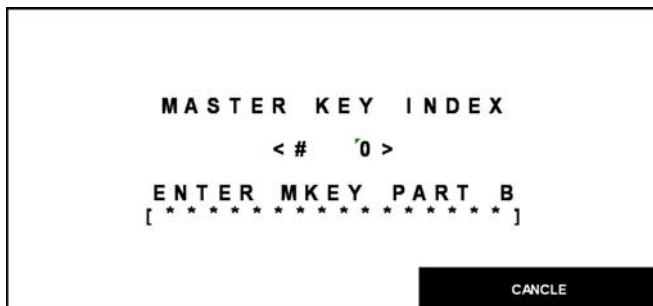 MASTER KEY INDEX
<# 0>
ENTER MKEY PART B
[****************]
CANCLE